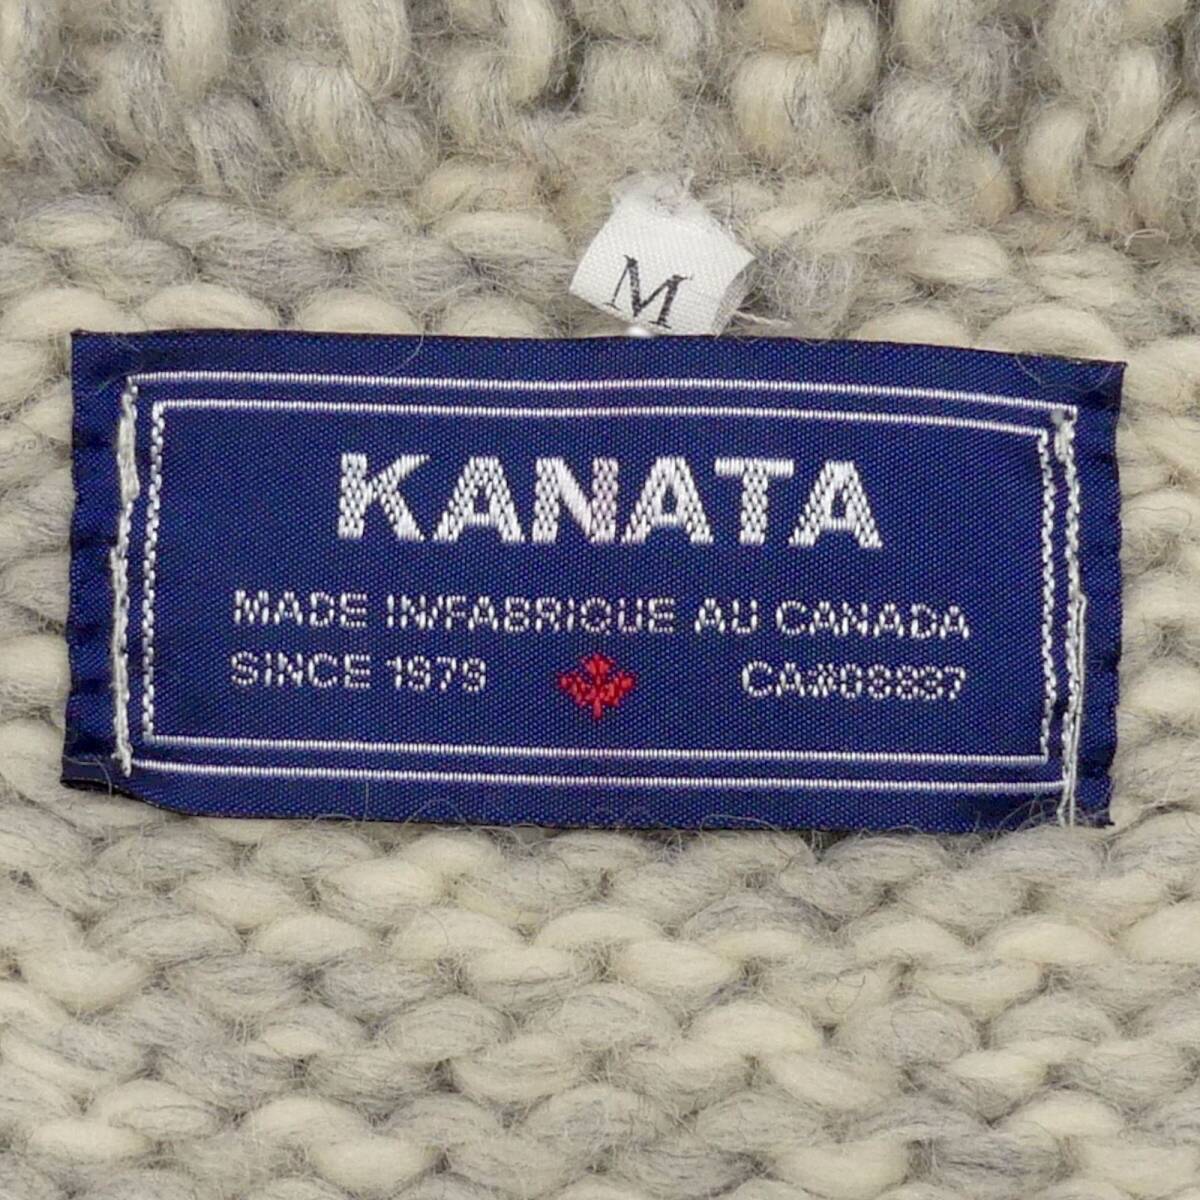 M
KANATA
MADE IN/FABRIQUE AU CANADA
SINCE 1979